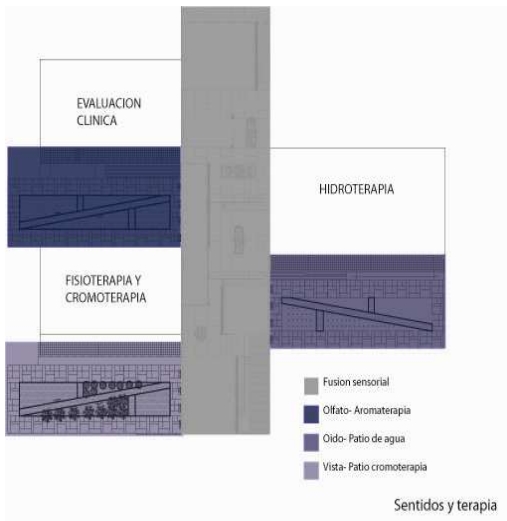 EVALUACION
CLINICA
HIDROTERAPIA
FISIOTERAPIA Y
CROMOTERAPIA
Fusion sensorial
Olfato- Aromaterapia
Oido- Patio de agua
Vista- Patio cromoterapia
Sentidos y terapia